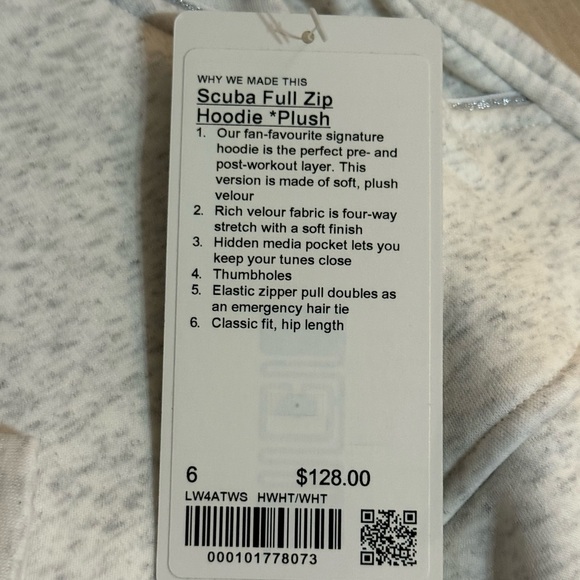 WHY WE MADE THIS
Scuba Full Zip
Hoodie *Plush
1. Our fan-favourite signature
hoodie is the perfect pre- and
post-workout layer. This
version is made of soft, plush
velour
2. Rich velour fabric is four-way
stretch with a soft finish
3. Hidden media pocket lets you
keep your tunes close
4. Thumbholes
5. Elastic zipper pull doubles as
an emergency hair tie
6. Classic fit, hip length
6 $128.00
LW4ATWS HWHT/WHT
000101778073